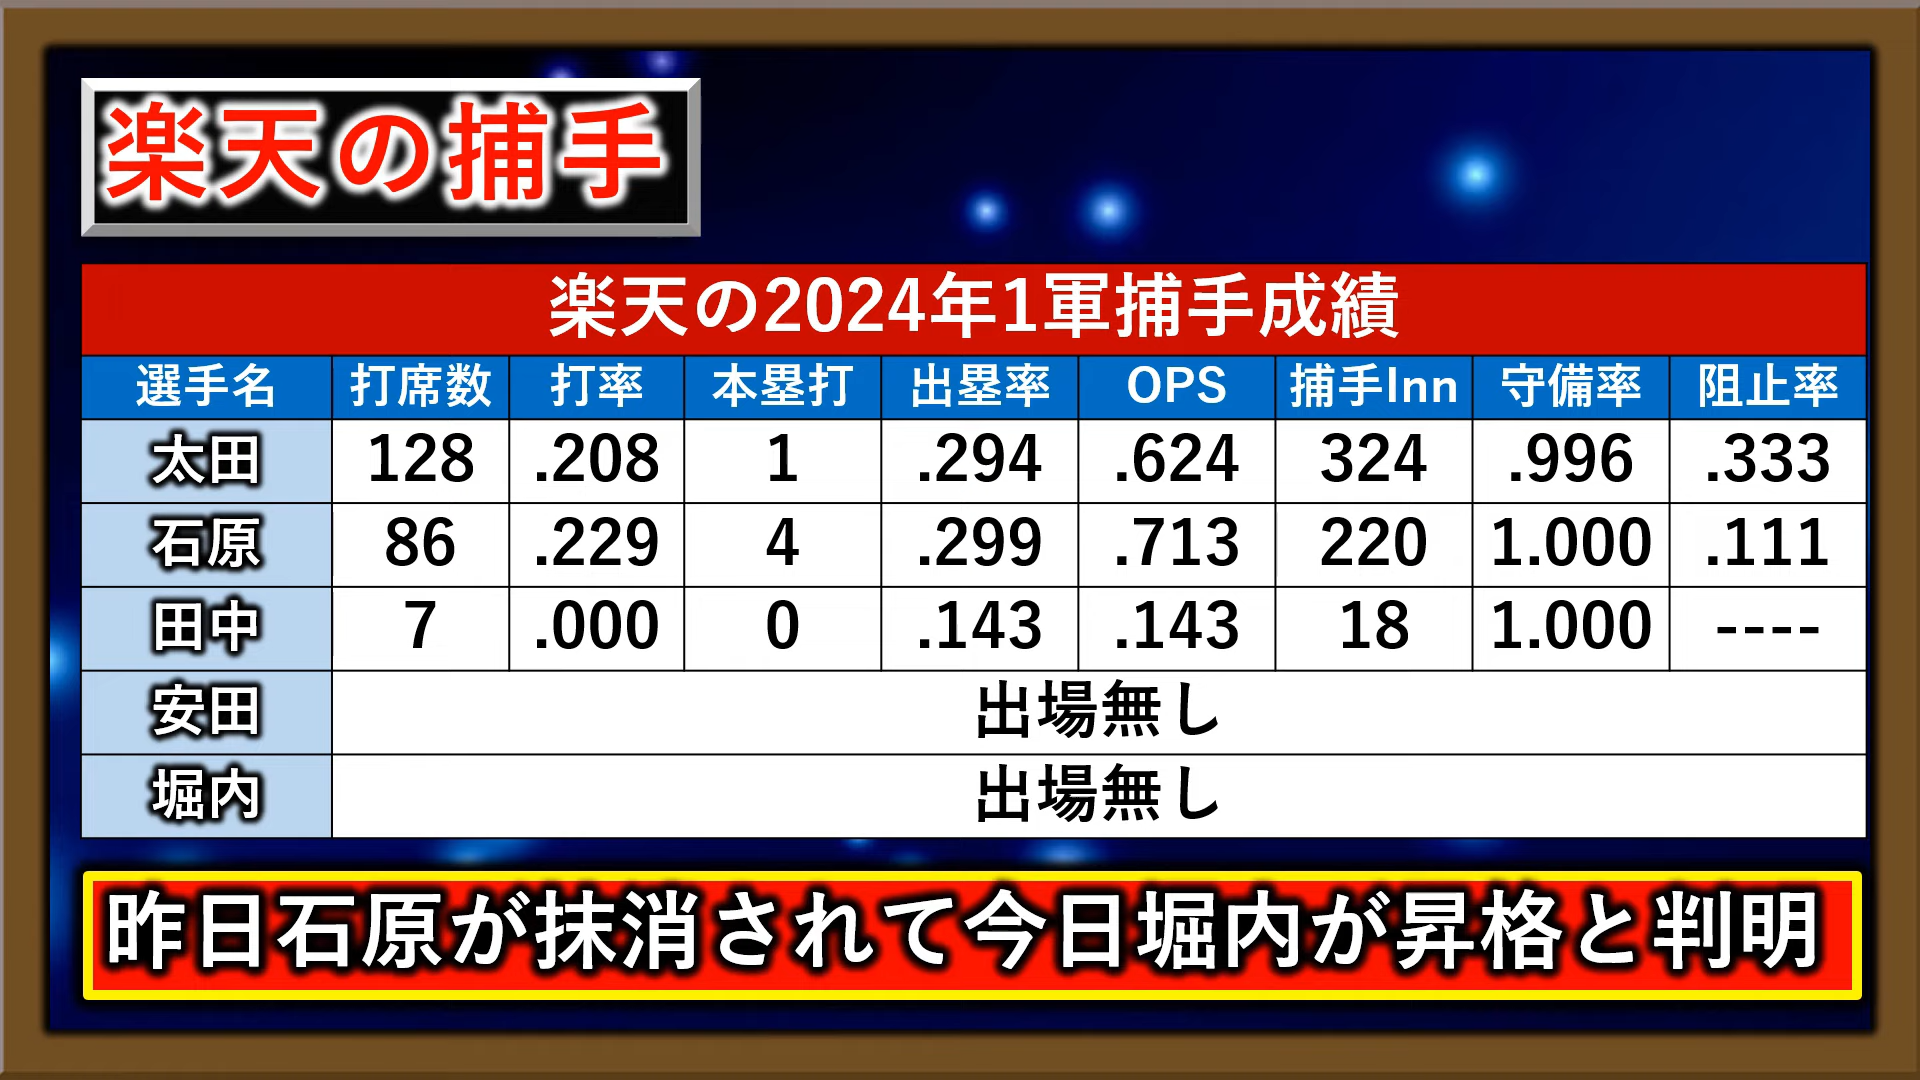 楽天の捕手
楽天の2024年1軍捕手成績
選手名 打席数 打率 本塁打 出塁率 OPS 捕手Inn 守備率 阻止率
太田 128 .208 1 .294 .624 324 .996 .333
石原 86 .229 4 .299 .713 220 1.000 .111
田中 7 .000 0 .143 .143 18 1.000 ----
安田 出場無し
堀内 出場無し
昨日石原が抹消されて今日堀内が昇格と判明